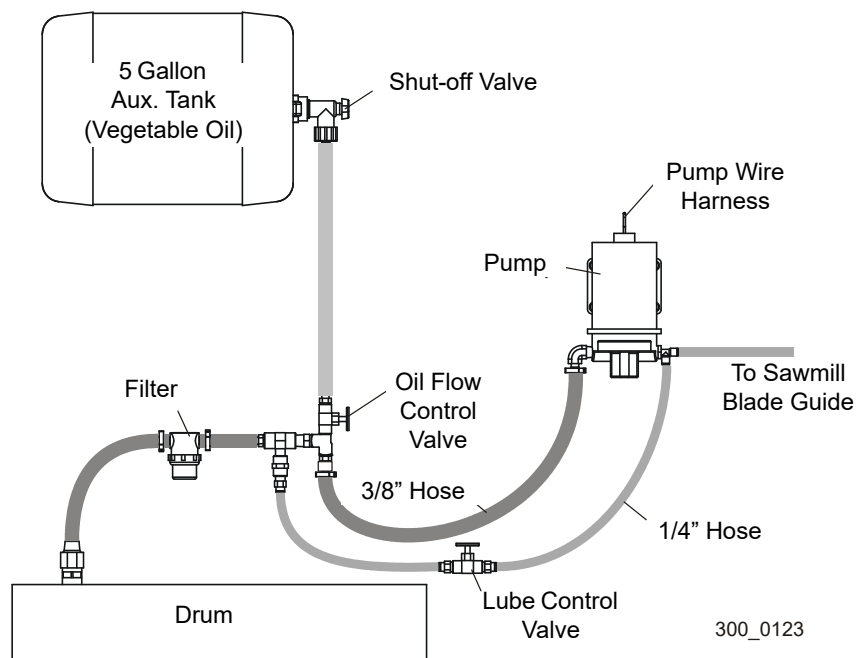 5 Gallon
Aux. Tank
(Vegetable Oil)
Shut-off Valve
Pump Wire
Harness
Pump
To Sawmill
Blade Guide
Filter
Oil Flow
Control
Valve
3/8” Hose
1/4” Hose
Lube Control
Valve
Drum
300_0123